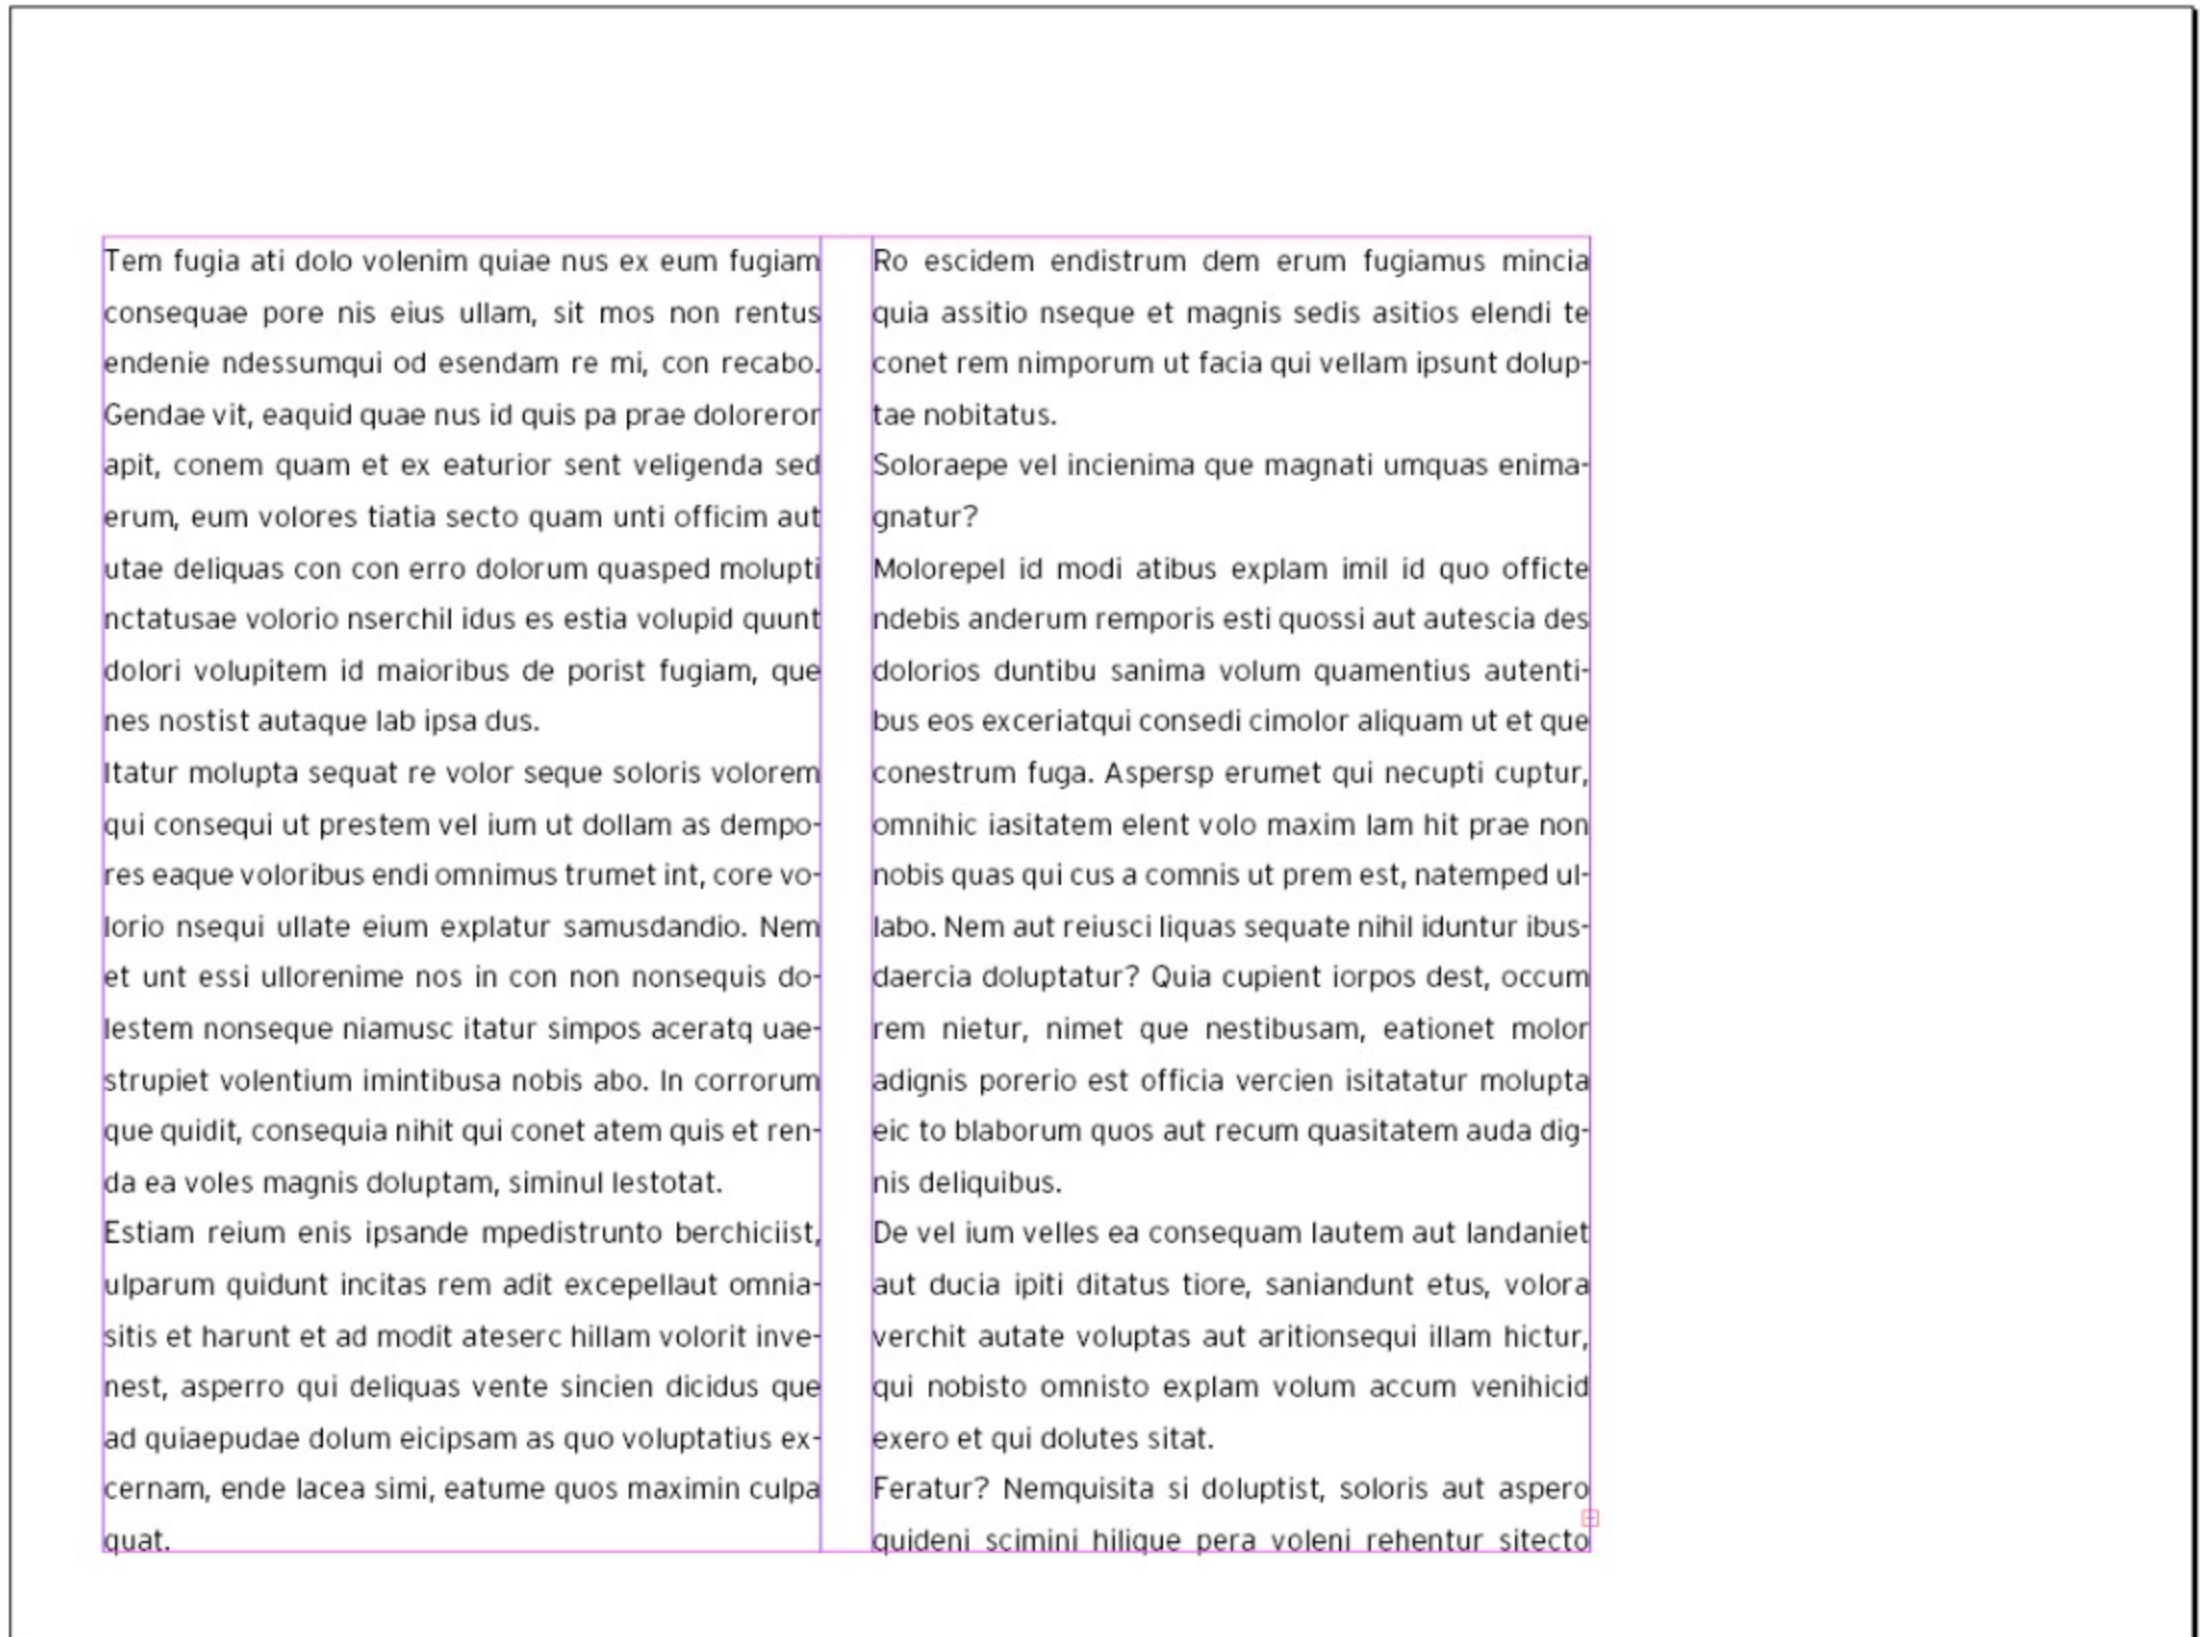 Tem fugia ati dolo volenim quiae nus ex eum fugiam
consequae pore nis eius ullam, sit mos non rentus
endenie ndessumqui od esendam re mi, con recabo.
Gendae vit, eaquid quae nus id quis pa prae doloreror
apit, conem quam et ex eaturior sent veligenda sed
erum, eum volores tiatia secto quam unti officim aut
utae deliquas con con erro dolorum quasped molupti
nctatusae volorio nserchil idus es estia volupid quunt
dolori volupitem id maioribus de porist fugiam, que
nes nostist autaque lab ipsa dus.
Itatur molupta sequat re volor seque soloris volorem
qui consequi ut prestem vel ium ut dollam as dempo-
res eaque voloribus endi omnimus trumet int, core vo-
lorio nsequi ullate eium explatur samusdandio. Nem
et unt essi ullorenime nos in con non nonsequis do-
lestem nonseque niamusc itatur simpos aceratq uae-
strupiet volentium imintibusa nobis abo. In corrorum
que quidit, consequia nihit qui conet atem quis et ren-
da ea voles magnis doluptam, siminul lestotat.
Estiam reium enis ipsande mpedistrunto berchiciist,
ulparum quidunt incitas rem adit excepellaut omnia-
sitis et harunt et ad modit ateserc hillam volorit inve-
nest, asperro qui deliquas vente sincien dicidus que
ad quiaepudae dolum eicipsam as quo voluptatius ex-
cernam, ende lacea simi, eatume quos maximin culpa
quat.
Ro escidem endistrum dem erum fugiamus mincia
quia assitio nseque et magnis sedis asitios elendi te
conet rem nimporum ut facia qui vellam ipsunt dolup-
tae nobitatus.
Soloraepe vel incienima que magnati umquas enima-
gnatur?
Molorepel id modi atibus explam imil id quo officte
ndebis anderum remporis esti quossi aut autescia des
dolorios duntibu sanima volum quamentius autenti-
bus eos exceriatqui consedi cimolor aliquam ut et que
conestrum fuga. Aspersp erumet qui necupti cuptur,
omnihic iasitatem elent volo maxim lam hit prae non
nobis quas qui cus a comnis ut prem est, natemped ul-
labo. Nem aut reiusci liquas sequate nihil iduntur ibus-
daercia doluptatur? Quia cupient iorpos dest, occum
rem nietur, nimet que nestibusam, eationet molor
adignis porerio est officia vercien isitatatur molupta
eic to blaborum quos aut recum quasitatem auda dig-
nis deliquibus.
De vel ium velles ea consequam lautem aut landaniet
aut ducia ipiti ditatus tiore, saniandunt etus, volora
verchit autate voluptas aut aritionsequi illam hictur,
qui nobisto omnisto explam volum accum venihicid
exero et qui dolutes sitat.
Feratur? Nemquisita si doluptist, soloris aut aspero
quideni scimini hilique pera voleni rehentur sitecto